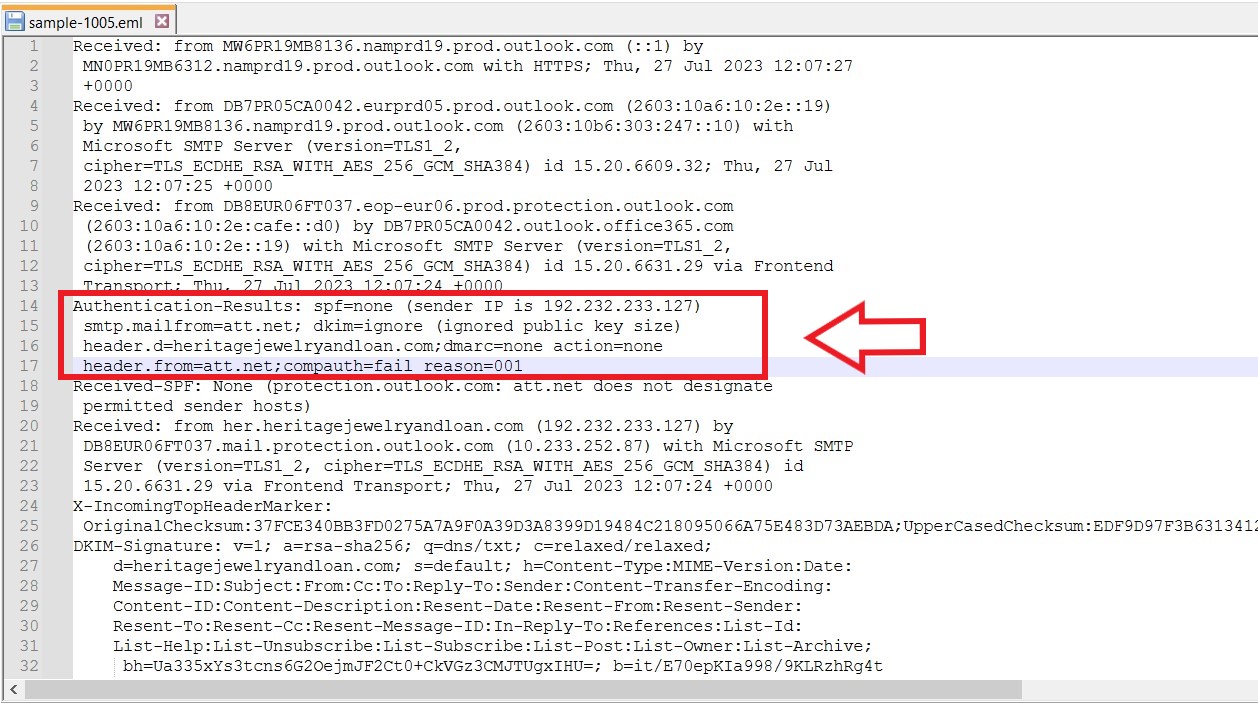 sample-1005.eml
1 Received: from MW6PR19MB8136.namprd19.prod.outlook.com (::1) by
2 MN0PR19MB6312.namprd19.prod.outlook.com with HTTPS; Thu, 27 Jul 2023 12:07:27
3 +0000
4 Received: from DB7PR05CA0042.eurprd05.prod.outlook.com (2603:10a6:10:2e::19)
5 by MW6PR19MB8136.namprd19.prod.outlook.com (2603:10b6:303:247::10) with
6 Microsoft SMTP Server (version=TLS1_2,
7 cipher=TLS_ECDHE_RSA_WITH_AES_256_GCM_SHA384) id 15.20.6609.32; Thu, 27 Jul
8 2023 12:07:25 +0000
9 Received: from DB8EUR06FT037.eop-eur06.prod.protection.outlook.com
10 (2603:10a6:10:2e:cafe::d0) by DB7PR05CA0042.outlook.office365.com
11 (2603:10a6:10:2e::19) with Microsoft SMTP Server (version=TLS1_2,
12 cipher=TLS_ECDHE_RSA_WITH_AES_256_GCM_SHA384) id 15.20.6631.29 via Frontend
13 Transport; Thu, 27 Jul 2023 12:07:24 +0000
14 Authentication-Results: spf=none (sender IP is 192.232.233.127)
15 smtp.mailfrom=att.net; dkim=ignore (ignored public key size)
16 header.d=heritagejewelryandloan.com;dmarc=none action=none
17 header.from=att.net;compauth=fail reason=001
18 Received-SPF: None (protection.outlook.com: att.net does not designate
19 permitted sender hosts)
20 Received: from her.heritagejewelryandloan.com (192.232.233.127) by
21 DB8EUR06FT037.mail.protection.outlook.com (10.233.252.87) with Microsoft SMTP
22 Server (version=TLS1_2, cipher=TLS_ECDHE_RSA_WITH_AES_256_GCM_SHA384) id
23 15.20.6631.29 via Frontend Transport; Thu, 27 Jul 2023 12:07:24 +0000
24 X-IncomingTopHeaderMarker:
25 OriginalChecksum:37FCE340BB3FD0275A7A9F0A39D3A8399D19484C218095066A75E483D73AEBDA;UpperCasedChecksum:EDF9D97F3B6313412
26 DKIM-Signature: v=1; a=rsa-sha256; q=dns/txt; c=relaxed/relaxed;
27 d=heritagejewelryandloan.com; s=default; h=Content-Type:MIME-Version:Date:
28 Message-ID:Subject:From:Cc:To:Reply-To:Sender:Content-Transfer-Encoding:
29 Content-ID:Content-Description:Resent-Date:Resent-From:Resent-Sender:
30 Resent-To:Resent-Cc:Resent-Message-ID:In-Reply-To:References:List-Id:
31 List-Help:List-Unsubscribe:List-Subscribe:List-Post:List-Owner:List-Archive;
32 bh=Ua335xYs3tcns6G2OejmJF2Ct0+CkVGz3CMJTUgxIHU=; b=it/E70epKIa998/9KLRzhRg4t